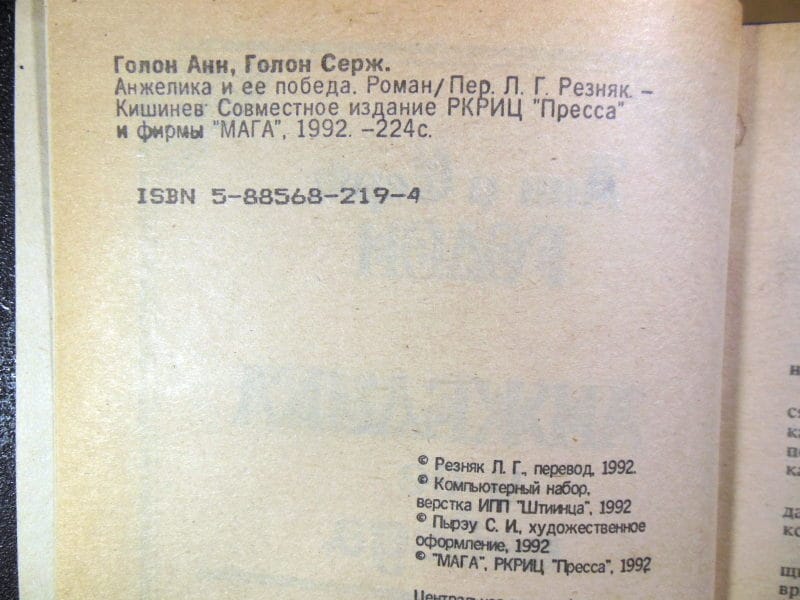 Голон Анн, Голон Серж.
Анжелика и ее победа. Роман/Пер. Л. Г. Резняк. -
Кишинев Совместное издание РКРИЦ "Пресса"
и фирмы "МАГА", 1992. -224с.
ISBN 5-88568-219-4
© Резняк Л. Г., перевод, 1992.
© Компьютерный набор,
верстка ИПП "Штиинца", 1992
© Пырэу С. И., художественное
оформление, 1992
© "МАГА", РКРИЦ "Пресса", 1992